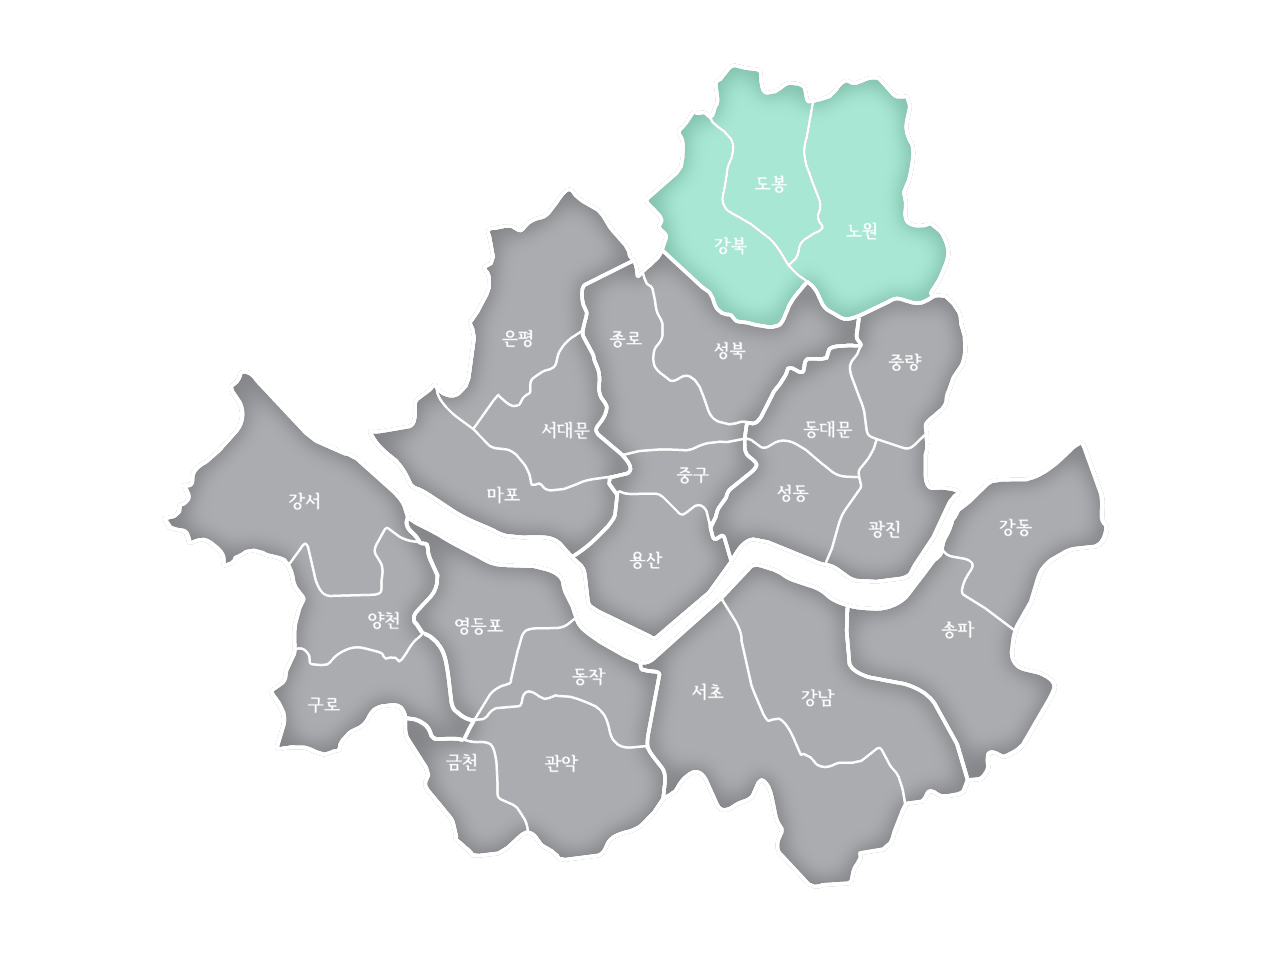 도봉
노원
강북
은평
종로
성북
중량
서대문
동대문
중구
마포
성동
강서
광진
강동
용산
양천
영등포
송파
동작
서초
강남
구로
금천
관악